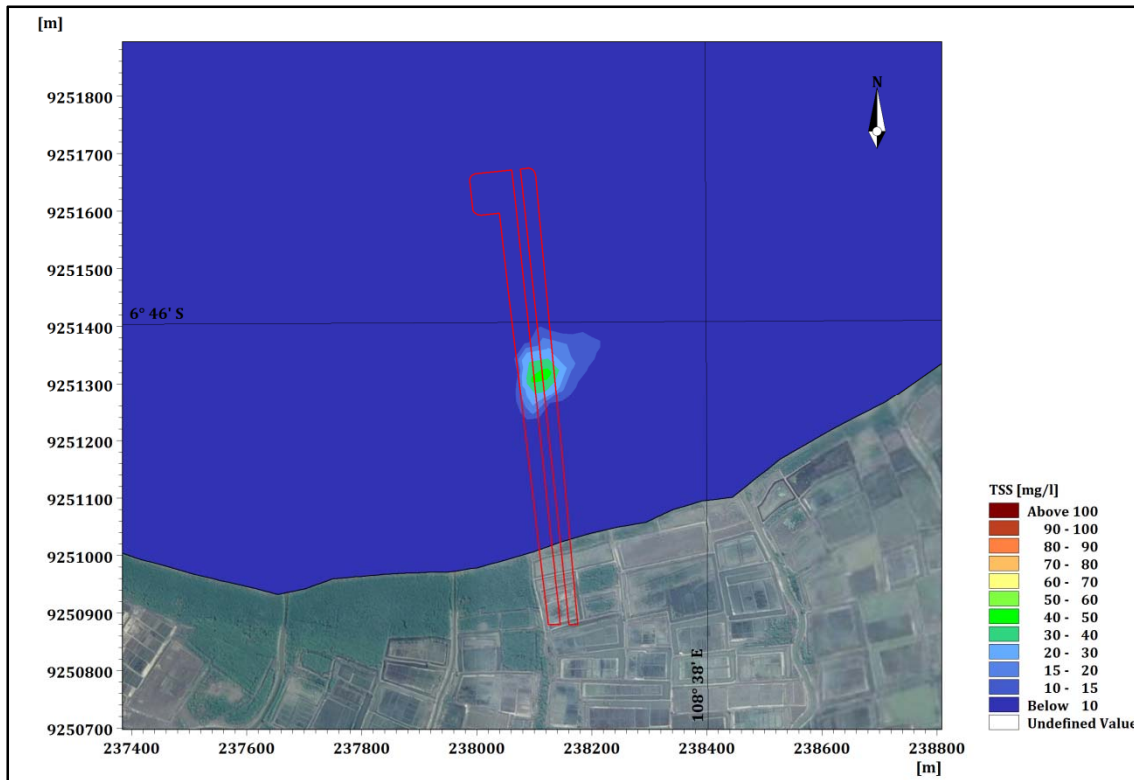 [m]
N
9251800
9251700
9251600
9251500
6° 46' S
9251400
9251300
9251200
9251100
9251000
9250900
9250800
9250700
108° 38' E
237400 237600 237800 238000 238200 238400 238600 238800
[m]
TSS [mg/l]
Above 100
90 - 100
80 - 90
70 - 80
60 - 70
50 - 60
40 - 50
30 - 40
20 - 30
15 - 20
10 - 15
Below 10
Undefined Value